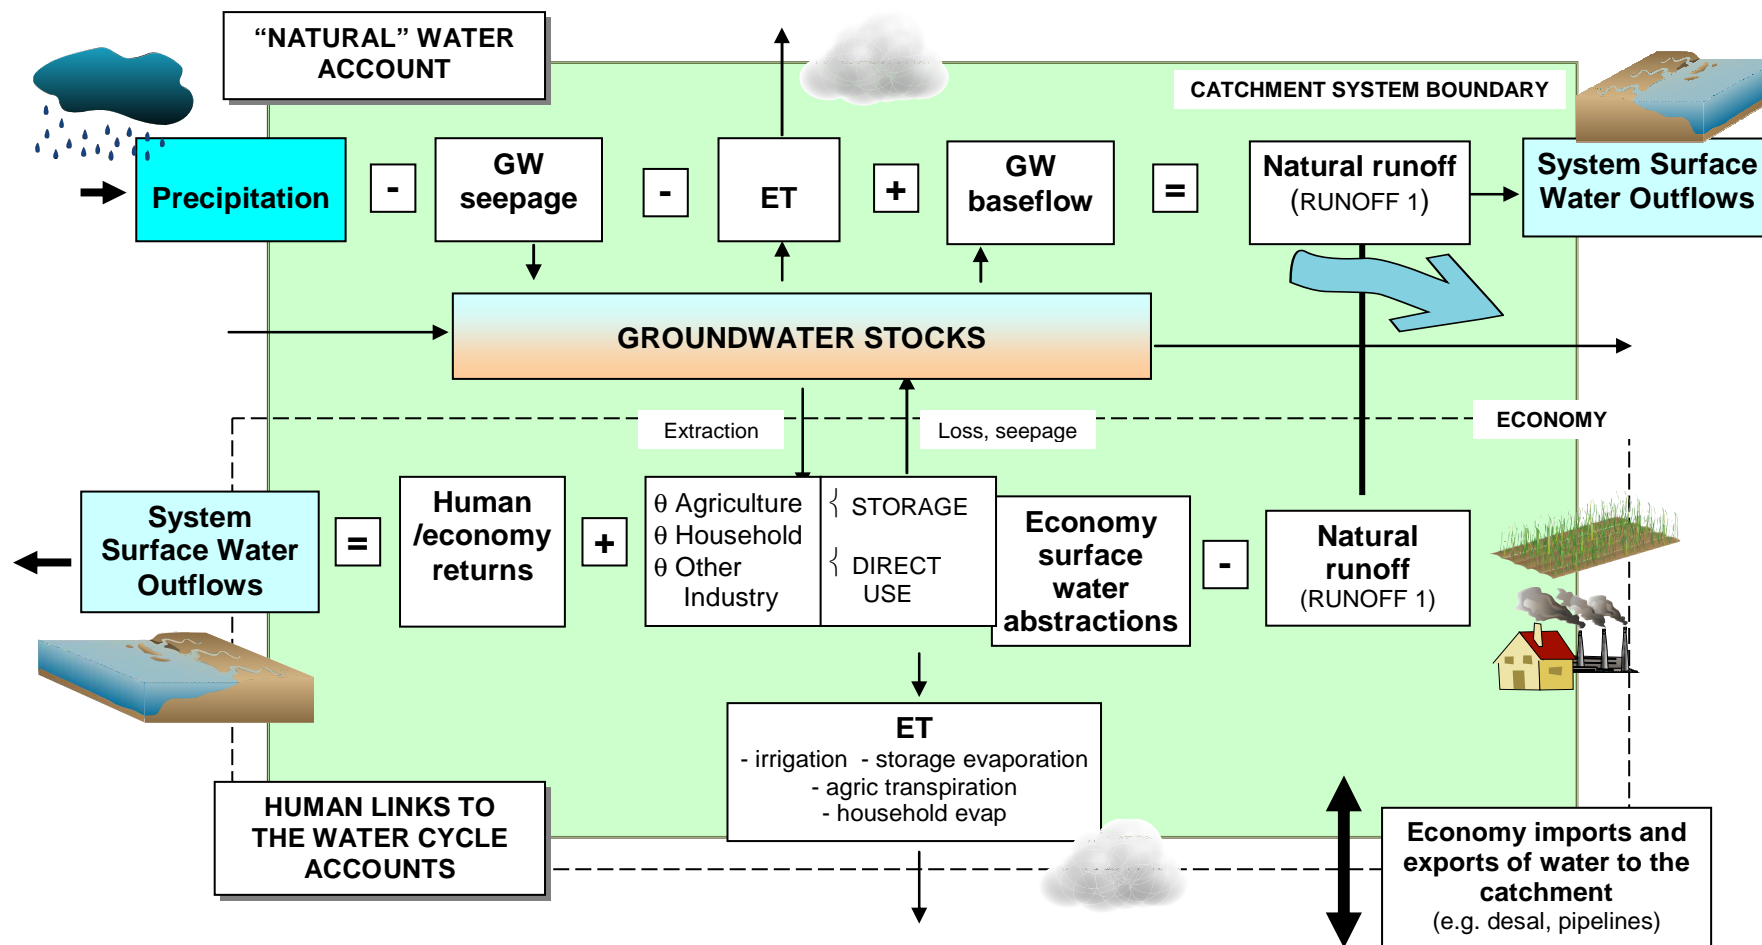 “NATURAL” WATER
ACCOUNT
CATCHMENT SYSTEM BOUNDARY
Precipitation
-
GW
seepage
-
ET
+
GW
baseflow
=
Natural runoff
(RUNOFF 1)
System Surface
Water Outflows
GROUNDWATER STOCKS
Extraction
Loss, seepage
ECONOMY
System
Surface Water
Outflows
=
Human
/economy
returns
+
θ Agriculture
θ Household
θ Other
Industry
{ STORAGE
{ DIRECT
USE
Economy
surface
water
abstractions
-
Natural
runoff
(RUNOFF 1)
ET
- irrigation - storage evaporation
- agric transpiration
- household evap
HUMAN LINKS TO
THE WATER CYCLE
ACCOUNTS
Economy imports and
exports of water to the
catchment
(e.g. desal, pipelines)